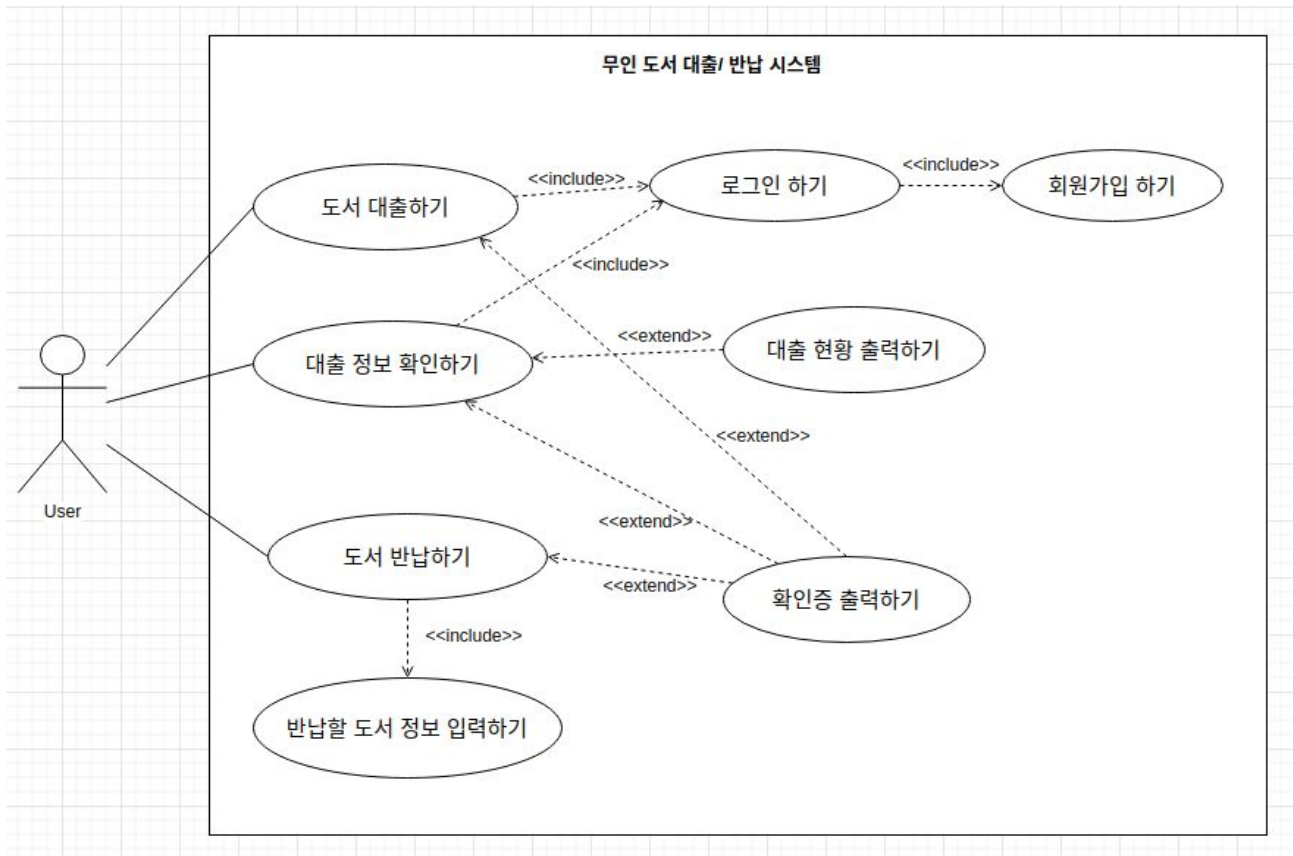 무인 도서 대출/ 반납 시스템
<<include>>
<<include>>
도서 대출하기
로그인 하기
회원가입 하기
<<include>>
<<extend>>
대출 정보 확인하기
대출 현황 출력하기
<<extend>>
User
<<extend>>
도서 반납하기
<<extend>>
확인증 출력하기
<<include>>
반납할 도서 정보 입력하기